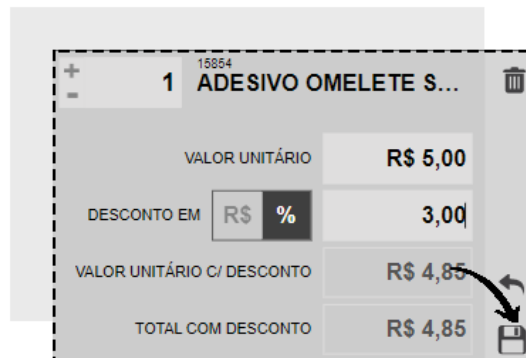 15854
+
-
1 ADESIVO OMELETE S...
VALOR UNITÁRIO R$ 5,00
DESCONTO EM R$ % 3,00
VALOR UNITÁRIO C/ DESCONTO R$ 4,85
TOTAL COM DESCONTO R$ 4,85